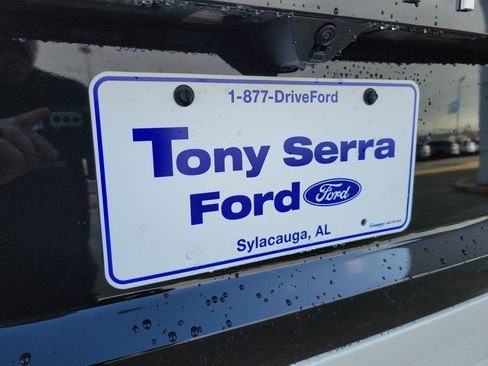 1-877-DriveFord
Tony Serra
Ford Ford
Sylacauga, AL